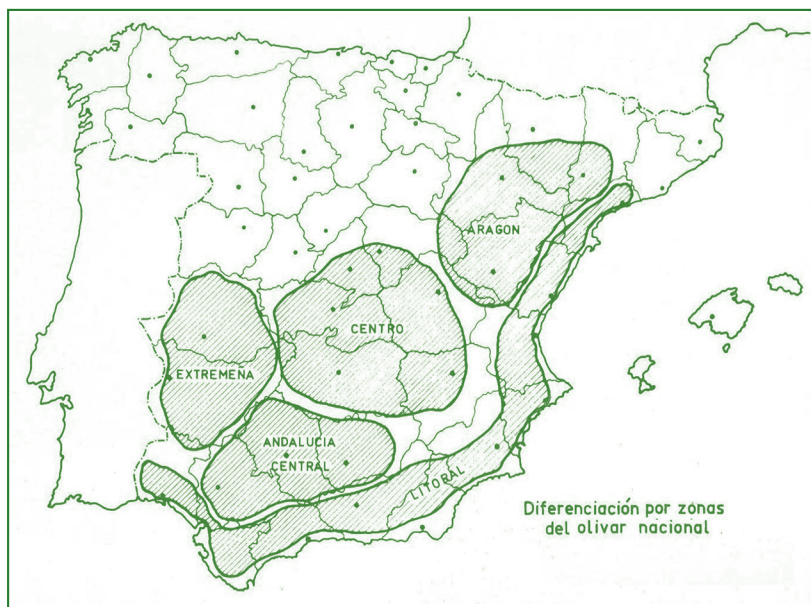 ARAGON
CENTRO
EXTREMEÑA
ANDALUCIA
CENTRAL
LITORAL
Diferenciación por zonas
del olivar nacional